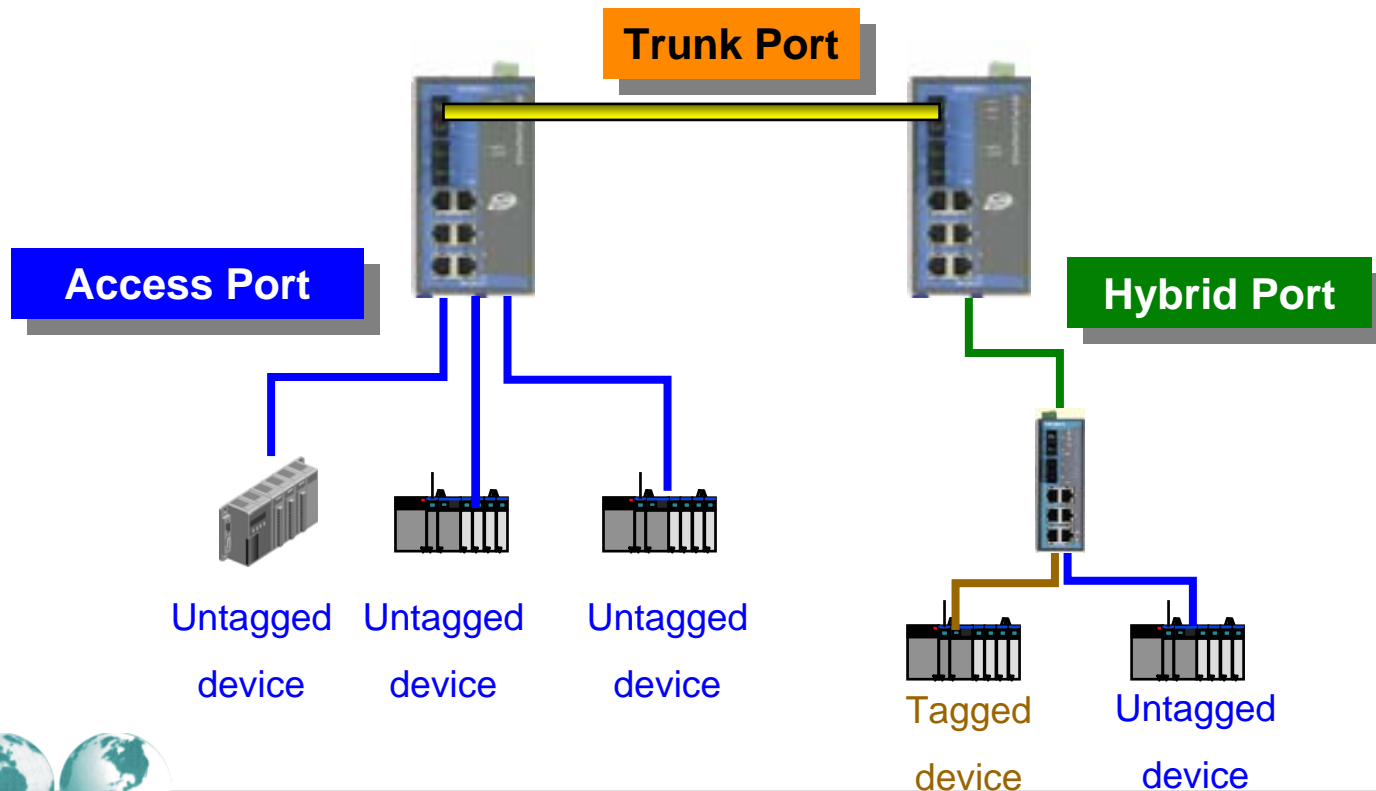 Trunk Port
Access Port
Hybrid Port
Untagged
device
Untagged
device
Untagged
device
Tagged
device
Untagged
device